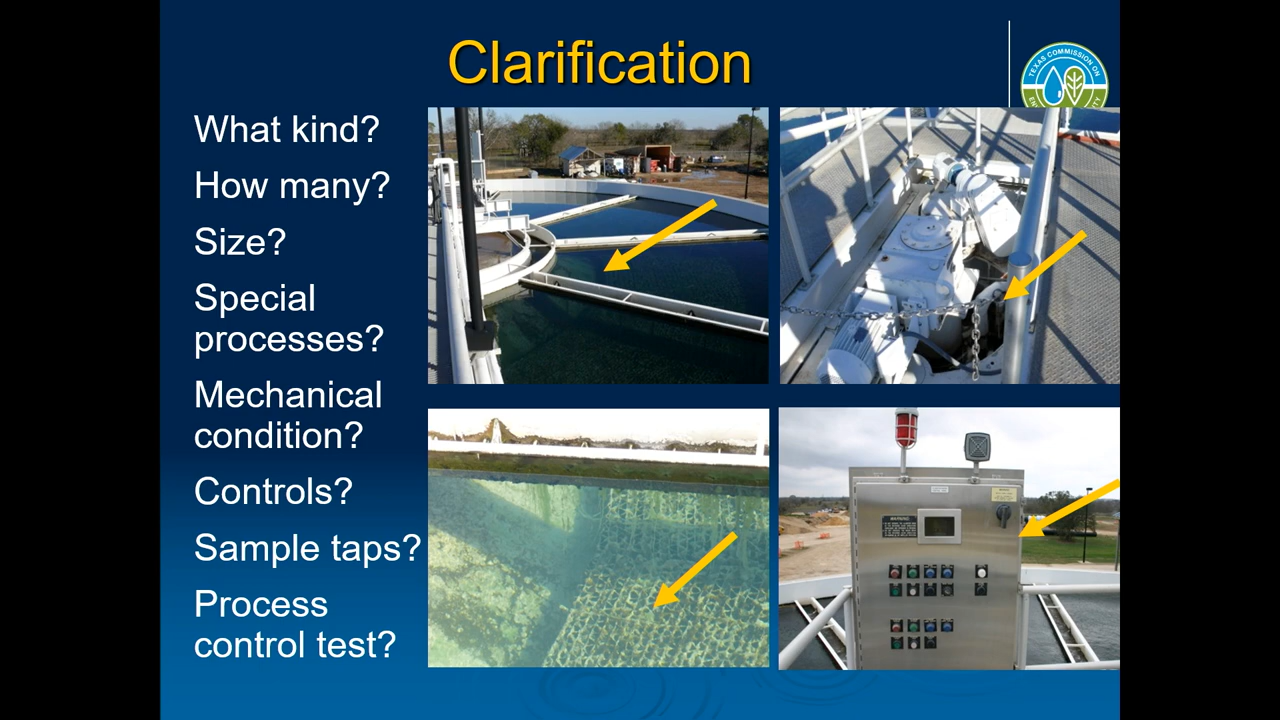 Clarification
TEXAS COMMISSION ON
What kind?
How many?
Size?
Special
processes?
Mechanical
condition?
Controls?
Sample taps?
Process
control test?
WARNING